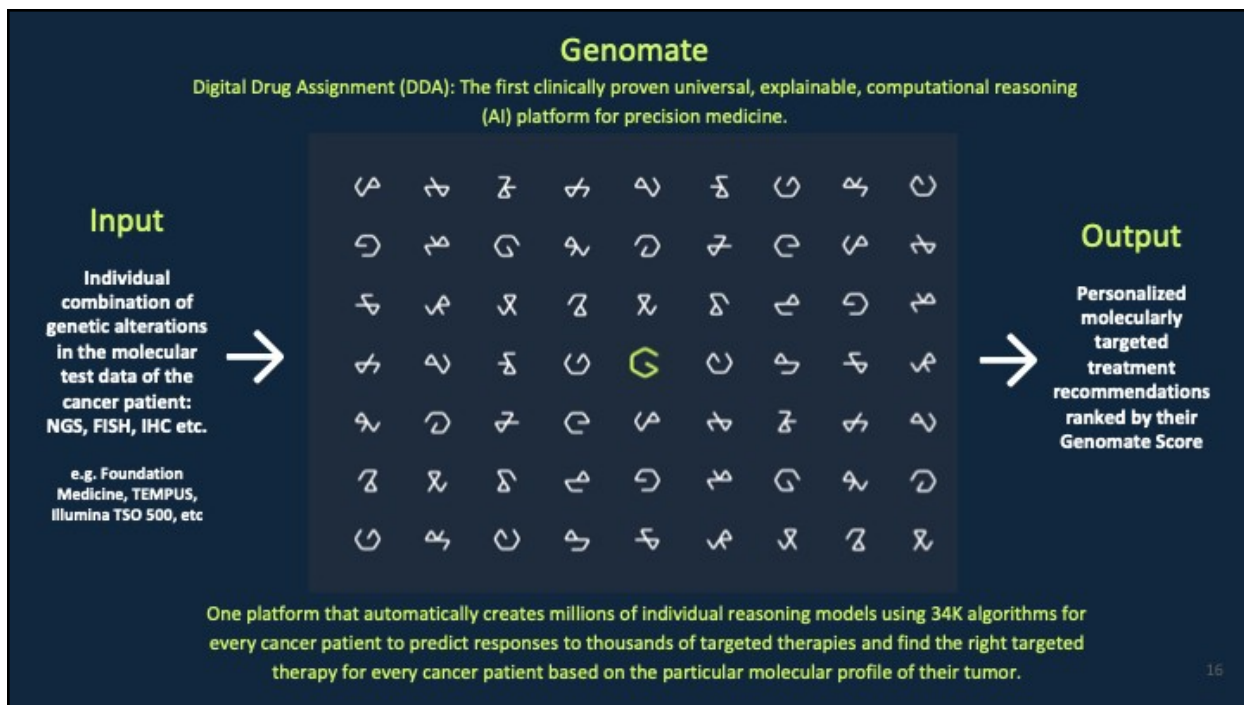 Genomate
Digital Drug Assignment (DDA): The first clinically proven universal, explainable, computational reasoning
(AI) platform for precision medicine.
Input
Individual
combination of
genetic alterations
in the molecular
test data of the
cancer patient:
NGS, FISH, IHC etc.
e.g. Foundation
Medicine, TEMPUS,
Illumina TSO 500, etc
G
Output
Personalized
molecularly
targeted
treatment
recommendations
ranked by their
Genomate Score
One platform that automatically creates millions of individual reasoning models using 34K algorithms for
every cancer patient to predict responses to thousands of targeted therapies and find the right targeted
therapy for every cancer patient based on the particular molecular profile of their tumor.
16